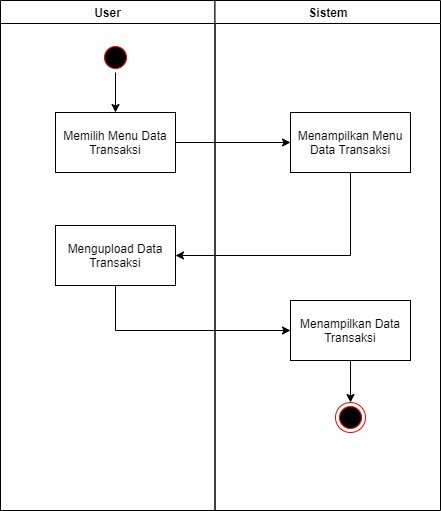 User
Sistem
Memilih Menu Data
Transaksi
Menampilkan Menu
Data Transaksi
Mengupload Data
Transaksi
Menampilkan Data
Transaksi